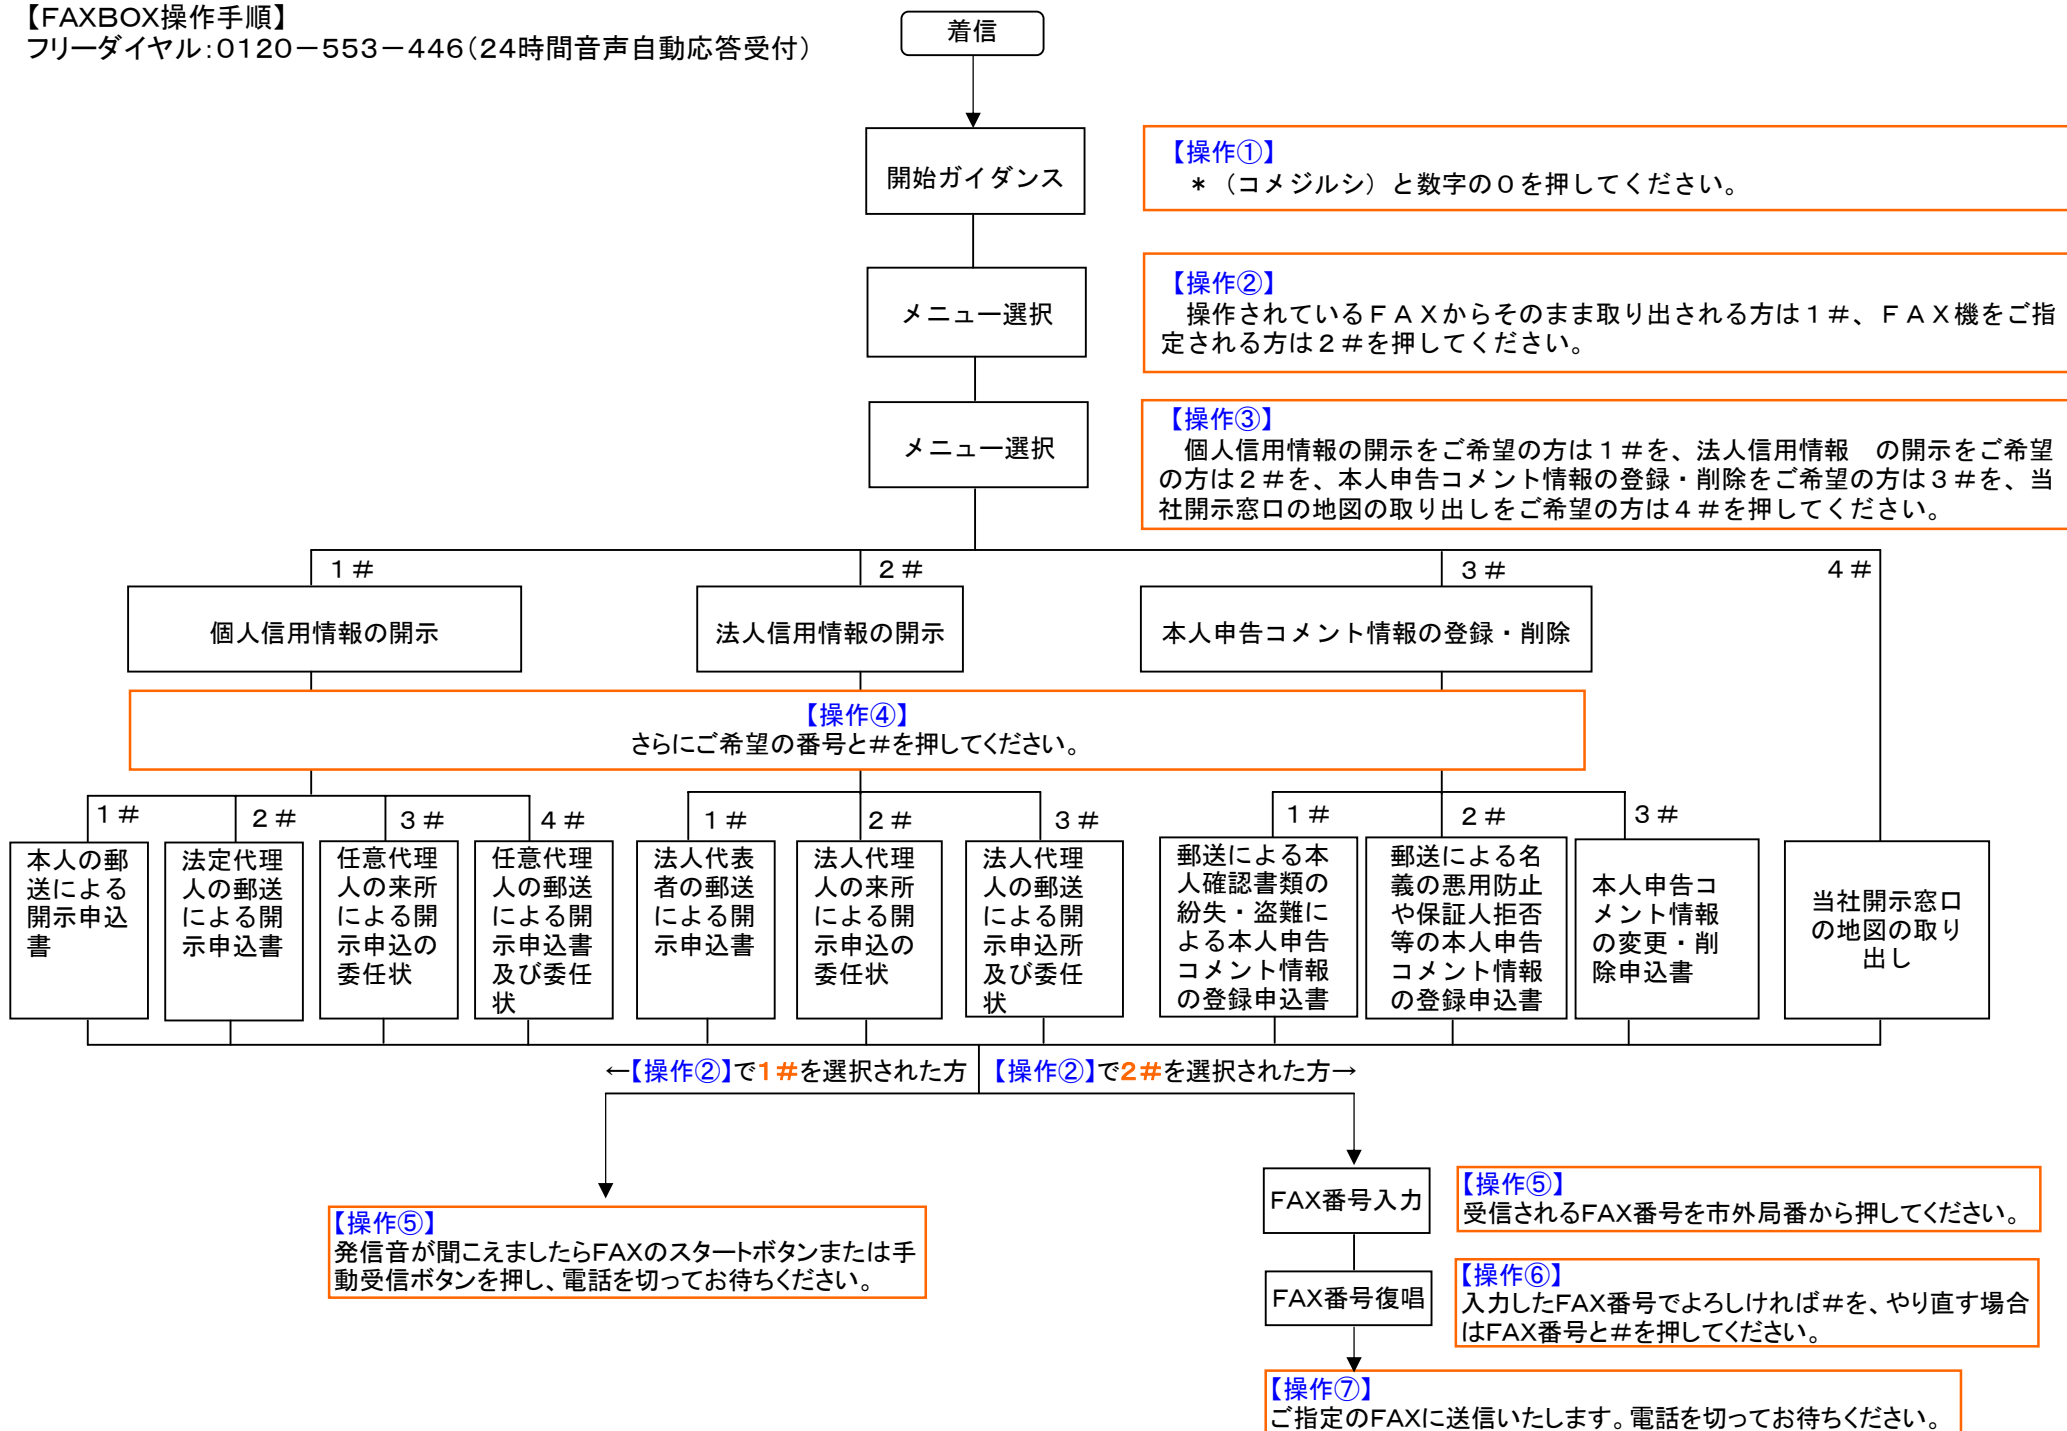 【FAXBOX操作手順】
フリーダイヤル:0120－553－446(24時間音声自動応答受付)
着信
開始ガイダンス
【操作①】
＊（コメジルシ）と数字の０を押してください。
メニュー選択
【操作②】
操作されているＦＡＸからそのまま取り出される方は１＃、ＦＡＸ機をご指
定される方は２＃を押してください。
メニュー選択
【操作③】
個人信用情報の開示をご希望の方は１＃を、法人信用情報　の開示をご希望
の方は２＃を、本人申告コメント情報の登録・削除をご希望の方は３＃を、当
社開示窓口の地図の取り出しをご希望の方は４＃を押してください。
１＃
２＃
３＃
４＃
個人信用情報の開示
法人信用情報の開示
本人申告コメント情報の登録・削除
【操作④】
さらにご希望の番号と＃を押してください。
１＃
２＃
３＃
４＃
１＃
２＃
３＃
１＃
２＃
３＃
本人の郵
送による
開示申込
書
法定代理
人の郵送
による開
示申込書
任意代理
人の来所
による開
示申込の
委任状
任意代理
人の郵送
による開
示申込書
及び委任
状
法人代表
者の郵送
による開
示申込書
法人代理
人の来所
による開
示申込の
委任状
法人代理
人の郵送
による開
示申込所
及び委任
状
郵送による本
人確認書類の
紛失・盗難に
よる本人申告
コメント情報
の登録申込書
郵送による名
義の悪用防止
や保証人拒否
等の本人申告
コメント情報
の登録申込書
本人申告コ
メント情報
の変更・削
除申込書
当社開示窓口
の地図の取り
出し
←【操作②】で1＃を選択された方
【操作②】で2＃を選択された方→
【操作⑤】
発信音が聞こえましたらFAXのスタートボタンまたは手
動受信ボタンを押し、電話を切ってお待ちください。
FAX番号入力
【操作⑤】
受信されるFAX番号を市外局番から押してください。
FAX番号復唱
【操作⑥】
入力したFAX番号でよろしければ＃を、やり直す場合
はFAX番号と＃を押してください。
【操作⑦】
ご指定のFAXに送信いたします。電話を切ってお待ちください。